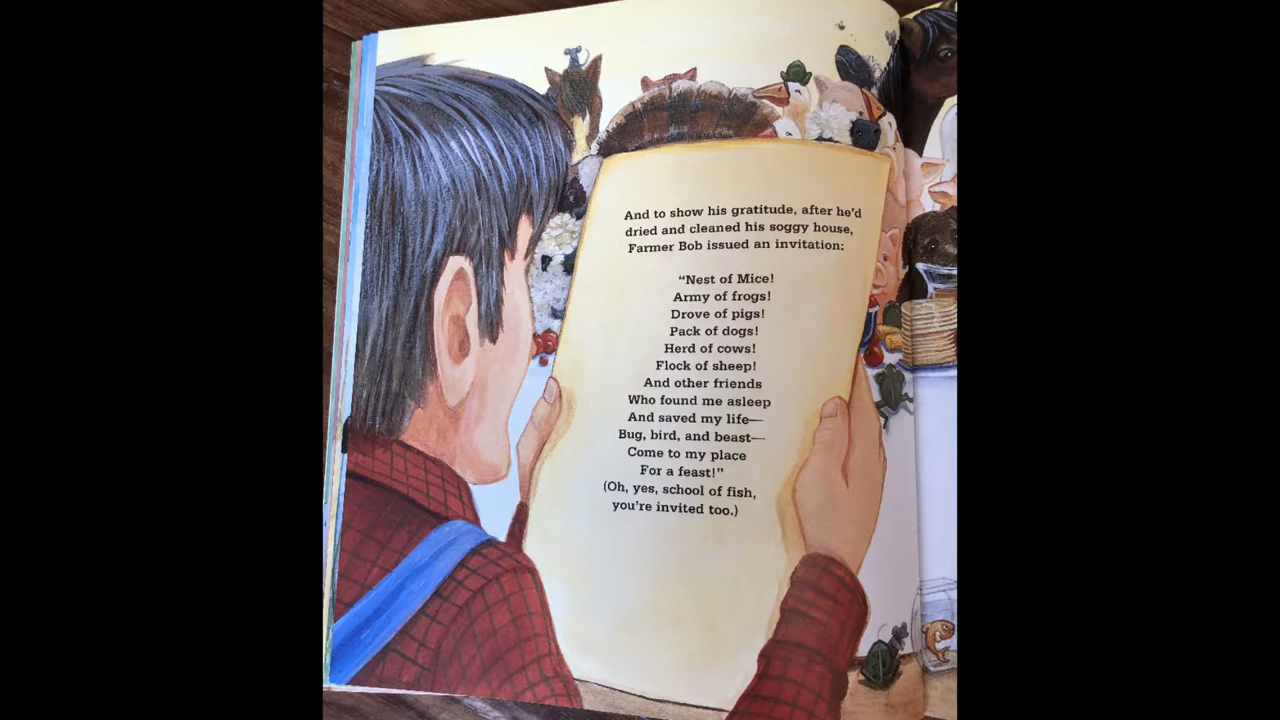 And to show his gratitude, after he'd
dried and cleaned his soggy house,
Farmer Bob issued an invitation:
"Nest of Mice!
Army of frogs!
Drove of pigs!
Pack of dogs!
Herd of cows!
Flock of sheep!
And other friends
Who found me asleep
And saved my life—
Bug, bird, and beast—
Come to my place
For a feast!"
(Oh, yes, school of fish,
you're invited too.)